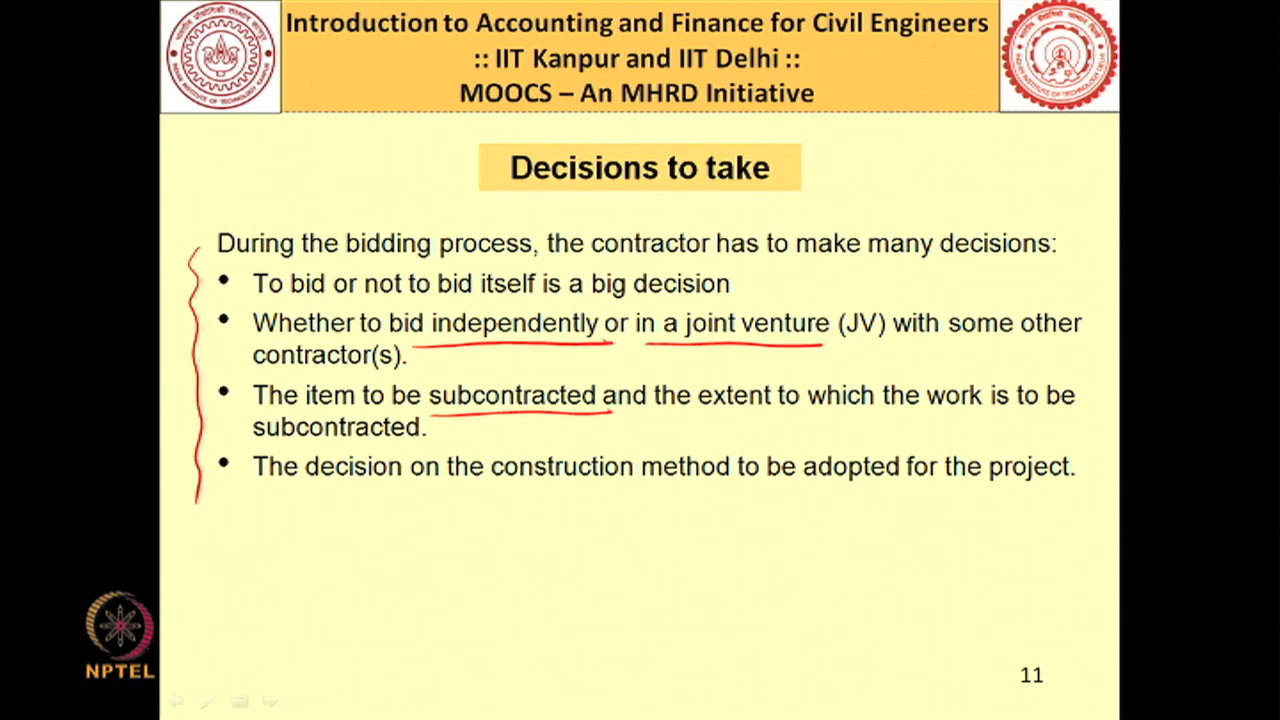 Introduction to Accounting and Finance for Civil Engineers
:: IIT Kanpur and IIT Delhi ::
MOOCS – An MHRD Initiative
Decisions to take
During the bidding process, the contractor has to make many decisions:
• To bid or not to bid itself is a big decision
• Whether to bid independently or in a joint venture (JV) with some other
contractor(s).
• The item to be subcontracted and the extent to which the work is to be
subcontracted.
• The decision on the construction method to be adopted for the project.
NPTEL
11